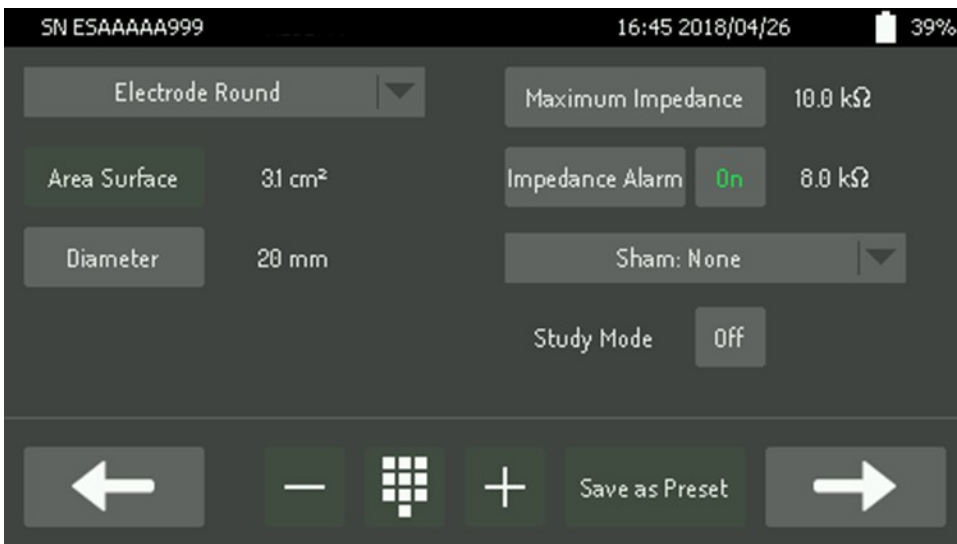 SN ESAAAAA999 16:45 2018/04/26 39%
Electrode Round
Maximum Impedance 10.0 kΩ
Area Surface 3.1 cm²
Impedance Alarm On 8.0 kΩ
Diameter 20 mm
Sham: None
Study Mode Off
Save as Preset